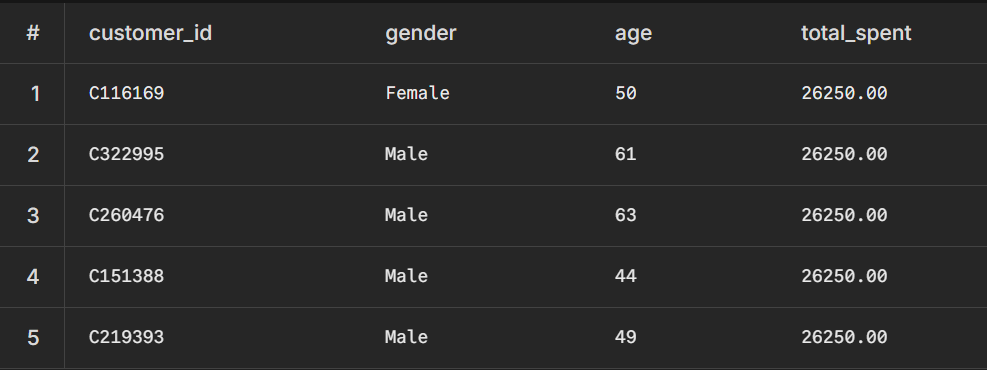 # customer_id gender age total_spent
1 C116169 Female 50 26250.00
2 C322995 Male 61 26250.00
3 C260476 Male 63 26250.00
4 C151388 Male 44 26250.00
5 C219393 Male 49 26250.00